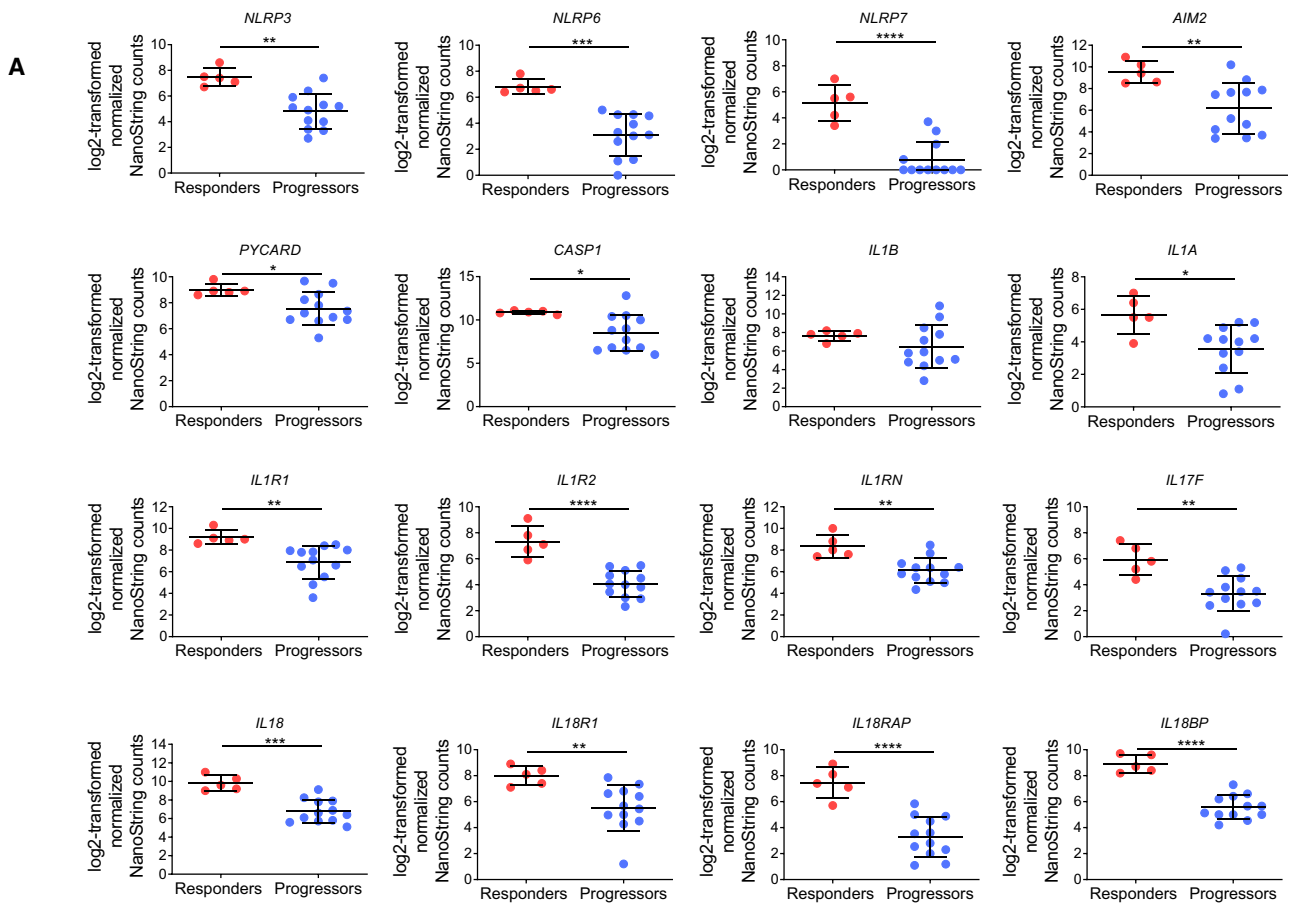 A
NLRP3
**
log2-transformed
normalized
NanoString counts
10
8
6
4
2
0
Responders Progressors
NLRP6
***
log2-transformed
normalized
NanoString counts
10
8
6
4
2
0
Responders Progressors
NLRP7
****
log2-transformed
normalized
NanoString counts
10
8
6
4
2
0
Responders Progressors
AIM2
**
log2-transformed
normalized
NanoString counts
12
10
8
6
4
2
0
Responders Progressors
PYCARD
*
log2-transformed
normalized
NanoString counts
10
8
6
4
2
0
Responders Progressors
CASP1
*
log2-transformed
normalized
NanoString counts
15
10
5
0
Responders Progressors
IL1B
log2-transformed
normalized
NanoString counts
14
12
10
8
6
4
2
0
Responders Progressors
IL1A
*
log2-transformed
normalized
NanoString counts
8
6
4
2
0
Responders Progressors
IL1R1
**
log2-transformed
normalized
NanoString counts
12
10
8
6
4
2
0
Responders Progressors
IL1R2
****
log2-transformed
normalized
NanoString counts
10
8
6
4
2
0
Responders Progressors
IL1RN
**
log2-transformed
normalized
NanoString counts
12
10
8
6
4
2
0
Responders Progressors
IL17F
**
log2-transformed
normalized
NanoString counts
10
8
6
4
2
0
Responders Progressors
IL18
***
log2-transformed
normalized
NanoString counts
14
12
10
8
6
4
2
0
Responders Progressors
IL18R1
**
log2-transformed
normalized
NanoString counts
10
8
6
4
2
0
Responders Progressors
IL18RAP
****
log2-transformed
normalized
NanoString counts
10
8
6
4
2
0
Responders Progressors
IL18BP
****
log2-transformed
normalized
NanoString counts
10
8
6
4
2
0
Responders Progressors